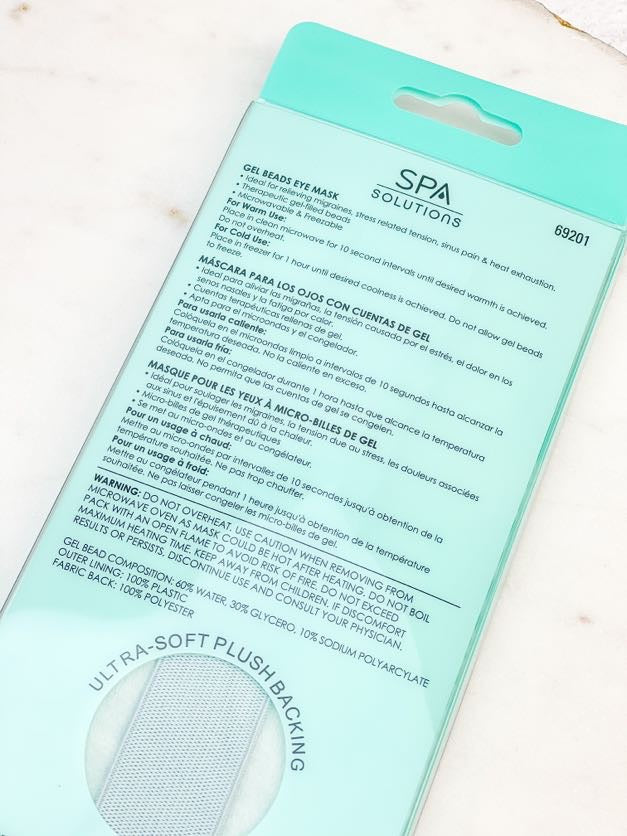 SPA
SOLUTIONS
69201
GEL BEADS EYE MASK
• Ideal for relieving migraines, stress related tension, sinus pain & heat exhaustion.
• Therapeutic gel-filled beads
• Microwavable & Freezable
For Warm Use:
Place in clean microwave for 10 second intervals until desired warmth is achieved.
Do not overheat.
For Cold Use:
Place in freezer for 1 hour until desired coolness is achieved. Do not allow gel beads
to freeze.
MÁSCARA PARA LOS OJOS CON CUENTAS DE GEL
• Ideal para aliviar las migrañas, la tensión causada por el estrés, el dolor en los
senos nasales y la fatiga por calor.
• Cuentas terapéuticas rellenas de gel.
• Apta para el microondas y el congelador.
Para usarla caliente:
Colóquela en el microondas limpio a intervalos de 10 segundos hasta alcanzar la
temperatura deseada. No la caliente en exceso.
Para usarla fría:
Colóquela en el congelador durante 1 hora hasta que alcance la temperatura
deseada. No permita que las cuentas de gel se congelen.
MASQUE POUR LES YEUX À MICRO-BILLES DE GEL
• Idéal pour soulager les migraines, la tension due au stress, les douleurs associées
aux sinus et l'épuisement dû à la chaleur.
• Micro-billes de gel thérapeutiques
• Se met au micro-ondes et au congélateur.
Pour un usage à chaud:
Mettre au micro-ondes par intervalles de 10 secondes jusqu'à obtention de la
température souhaitée. Ne pas trop chauffer.
Pour un usage à froid:
Mettre au congélateur pendant 1 heure jusqu'à obtention de la température
souhaitée. Ne pas laisser congeler les micro-billes de gel.
WARNING: DO NOT OVERHEAT. USE CAUTION WHEN REMOVING FROM
MICROWAVE OVEN AS MASK COULD BE HOT AFTER HEATING. DO NOT BOIL
PACK WITH AN OPEN FLAME TO AVOID RISK OF FIRE. DO NOT EXCEED
MAXIMUM HEATING TIME. KEEP AWAY FROM CHILDREN. IF DISCOMFORT
RESULTS OR PERSISTS, DISCONTINUE USE AND CONSULT YOUR PHYSICIAN.
GEL BEAD COMPOSITION: 60% WATER, 30% GLYCERO, 10% SODIUM POLYARCYLATE
OUTER LINING: 100% PLASTIC
FABRIC BACK: 100% POLYESTER
ULTRA-SOFT PLUSH BACKING